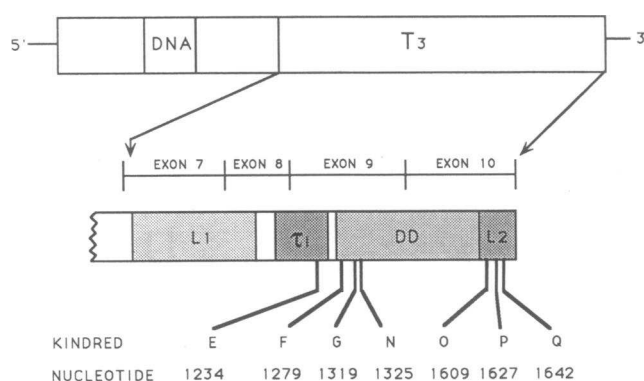 5' DNA T3 3
EXON 7 EXON 8 EXON 9 EXON 10
L1 τ1 DD L2
KINDRED E F G N O P Q
NUCLEOTIDE 1234 1279 1319 1325 1609 1627 1642